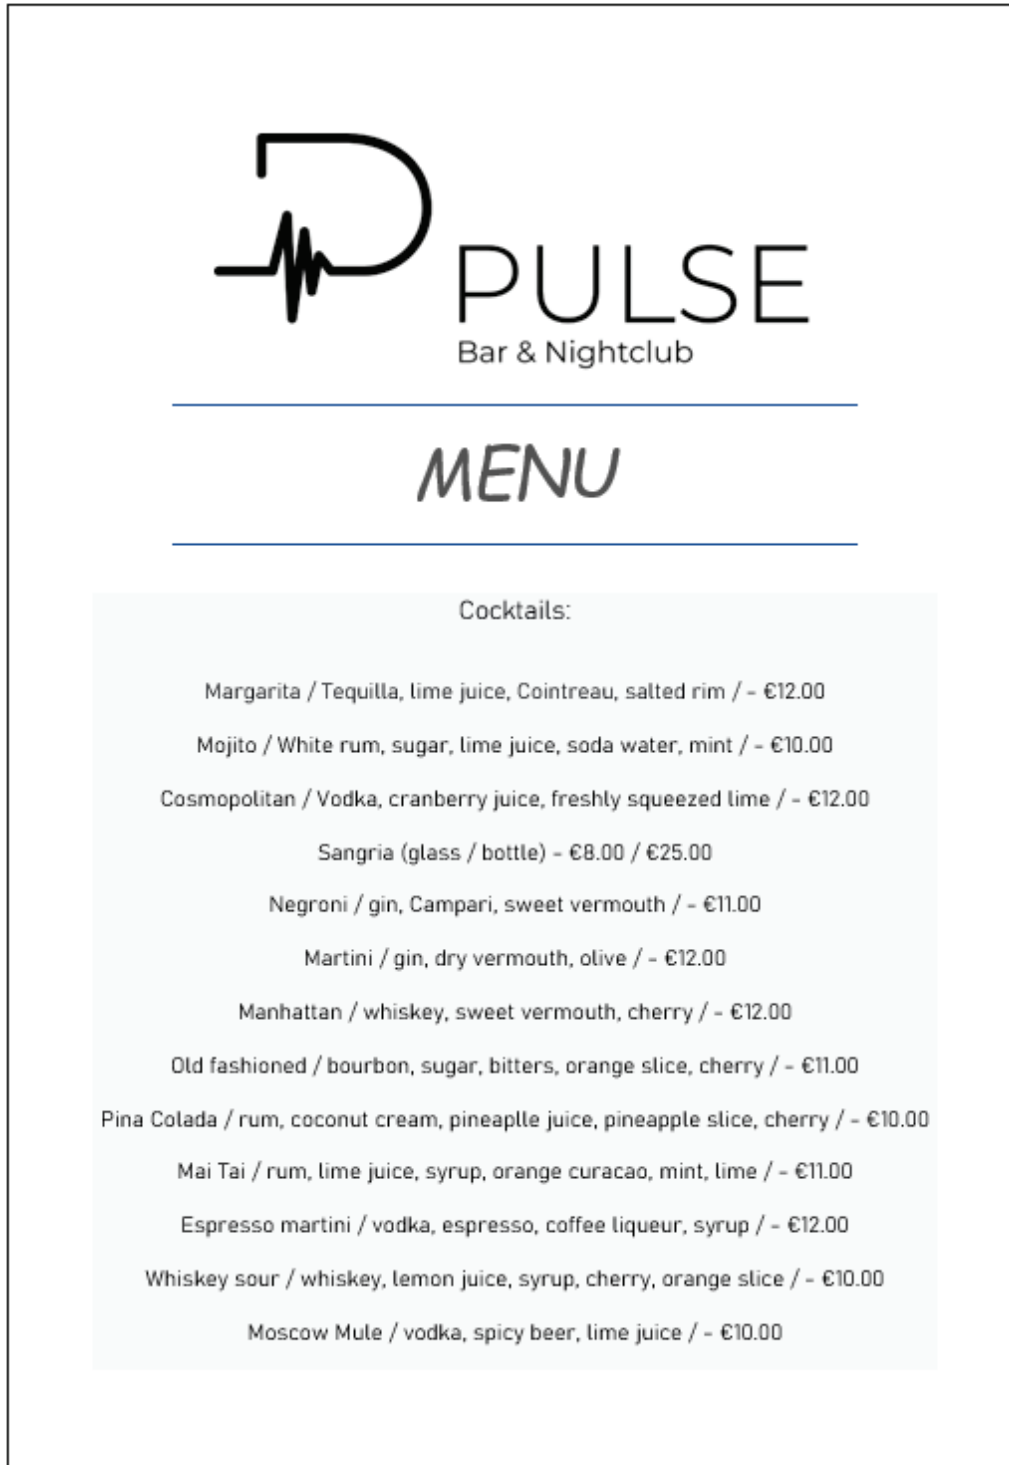 PULSE
Bar & Nightclub
MENU
Cocktails:
Margarita / Tequilla, lime juice, Cointreau, salted rim / - €12.00
Mojito / White rum, sugar, lime juice, soda water, mint / - €10.00
Cosmopolitan / Vodka, cranberry juice, freshly squeezed lime / - €12.00
Sangria (glass / bottle) - €8.00 / €25.00
Negroni / gin, Campari, sweet vermouth / - €11.00
Martini / gin, dry vermouth, olive / - €12.00
Manhattan / whiskey, sweet vermouth, cherry / - €12.00
Old fashioned / bourbon, sugar, bitters, orange slice, cherry / - €11.00
Pina Colada / rum, coconut cream, pineaplle juice, pineapple slice, cherry / - €10.00
Mai Tai / rum, lime juice, syrup, orange curacao, mint, lime / - €11.00
Espresso martini / vodka, espresso, coffee liqueur, syrup / - €12.00
Whiskey sour / whiskey, lemon juice, syrup, cherry, orange slice / - €10.00
Moscow Mule / vodka, spicy beer, lime juice / - €10.00